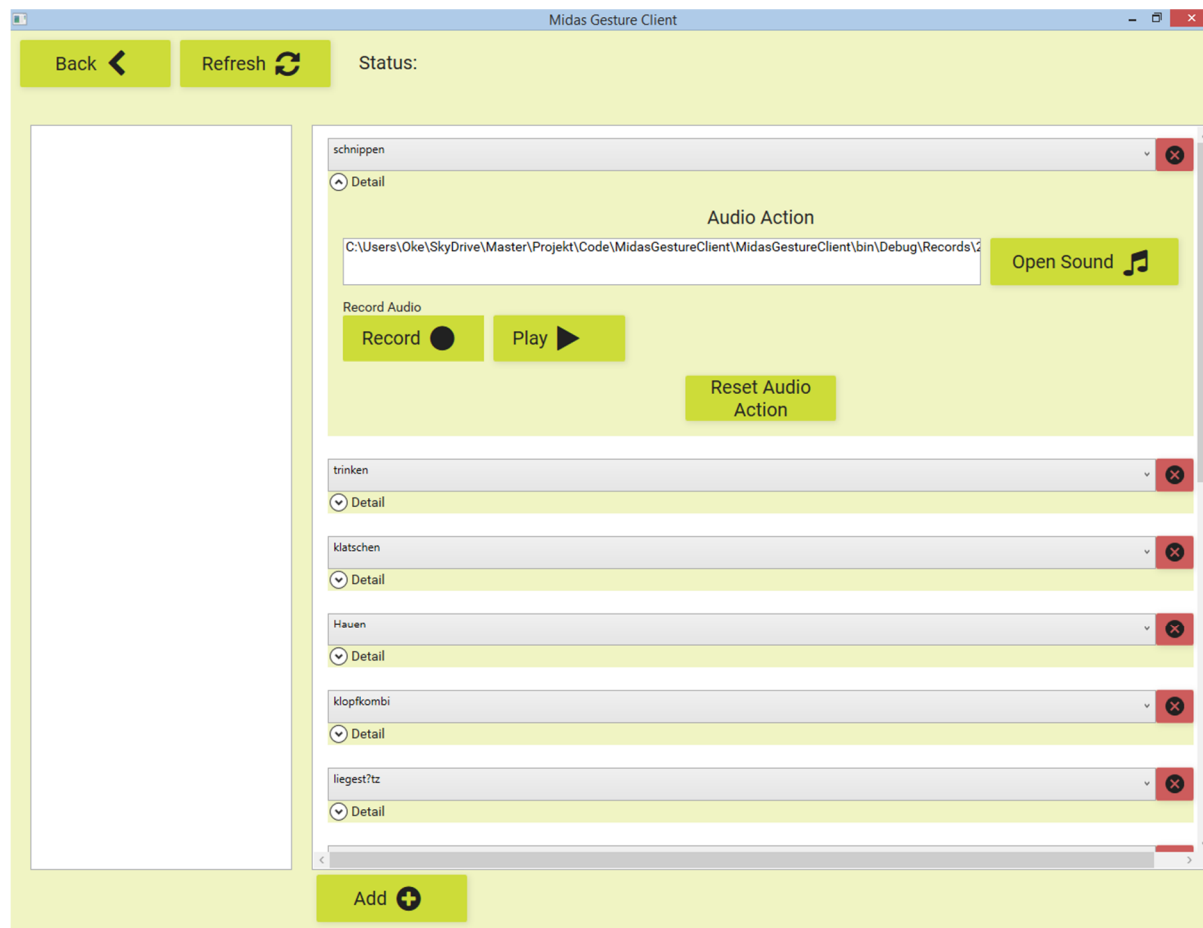 Midas Gesture Client
Back Refresh Status:
schnippen
Detail
Audio Action
C:\Users\Oke\SkyDrive\Master\Projekt\Code\MidasGestureClient\MidasGestureClient\bin\Debug\Records\2
Open Sound
Record Audio
Record Play
Reset Audio
Action
trinken
Detail
klatschen
Detail
Hauen
Detail
klopfkombi
Detail
liegest?tz
Detail
Add